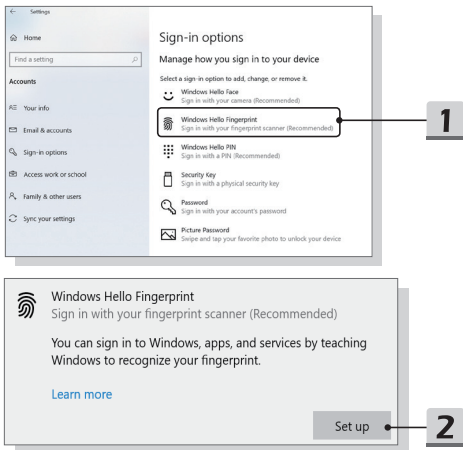 Settings
Home
Find a setting
Accounts
Your info
Email & accounts
Sign-in options
Access work or school
Family & other users
Sync your settings
Sign-in options
Manage how you sign in to your device
Select a sign-in option to add, change, or remove it.
Windows Hello Face
Sign in with your camera (Recommended)
Windows Hello Fingerprint
Sign in with your fingerprint scanner (Recommended)
Windows Hello PIN
Sign in with a PIN (Recommended)
Security Key
Sign in with a physical security key
Password
Sign in with your account's password
Picture Password
Swipe and tap your favorite photo to unlock your device
1
Windows Hello Fingerprint
Sign in with your fingerprint scanner (Recommended)
You can sign in to Windows, apps, and services by teaching
Windows to recognize your fingerprint.
Learn more
Set up
2